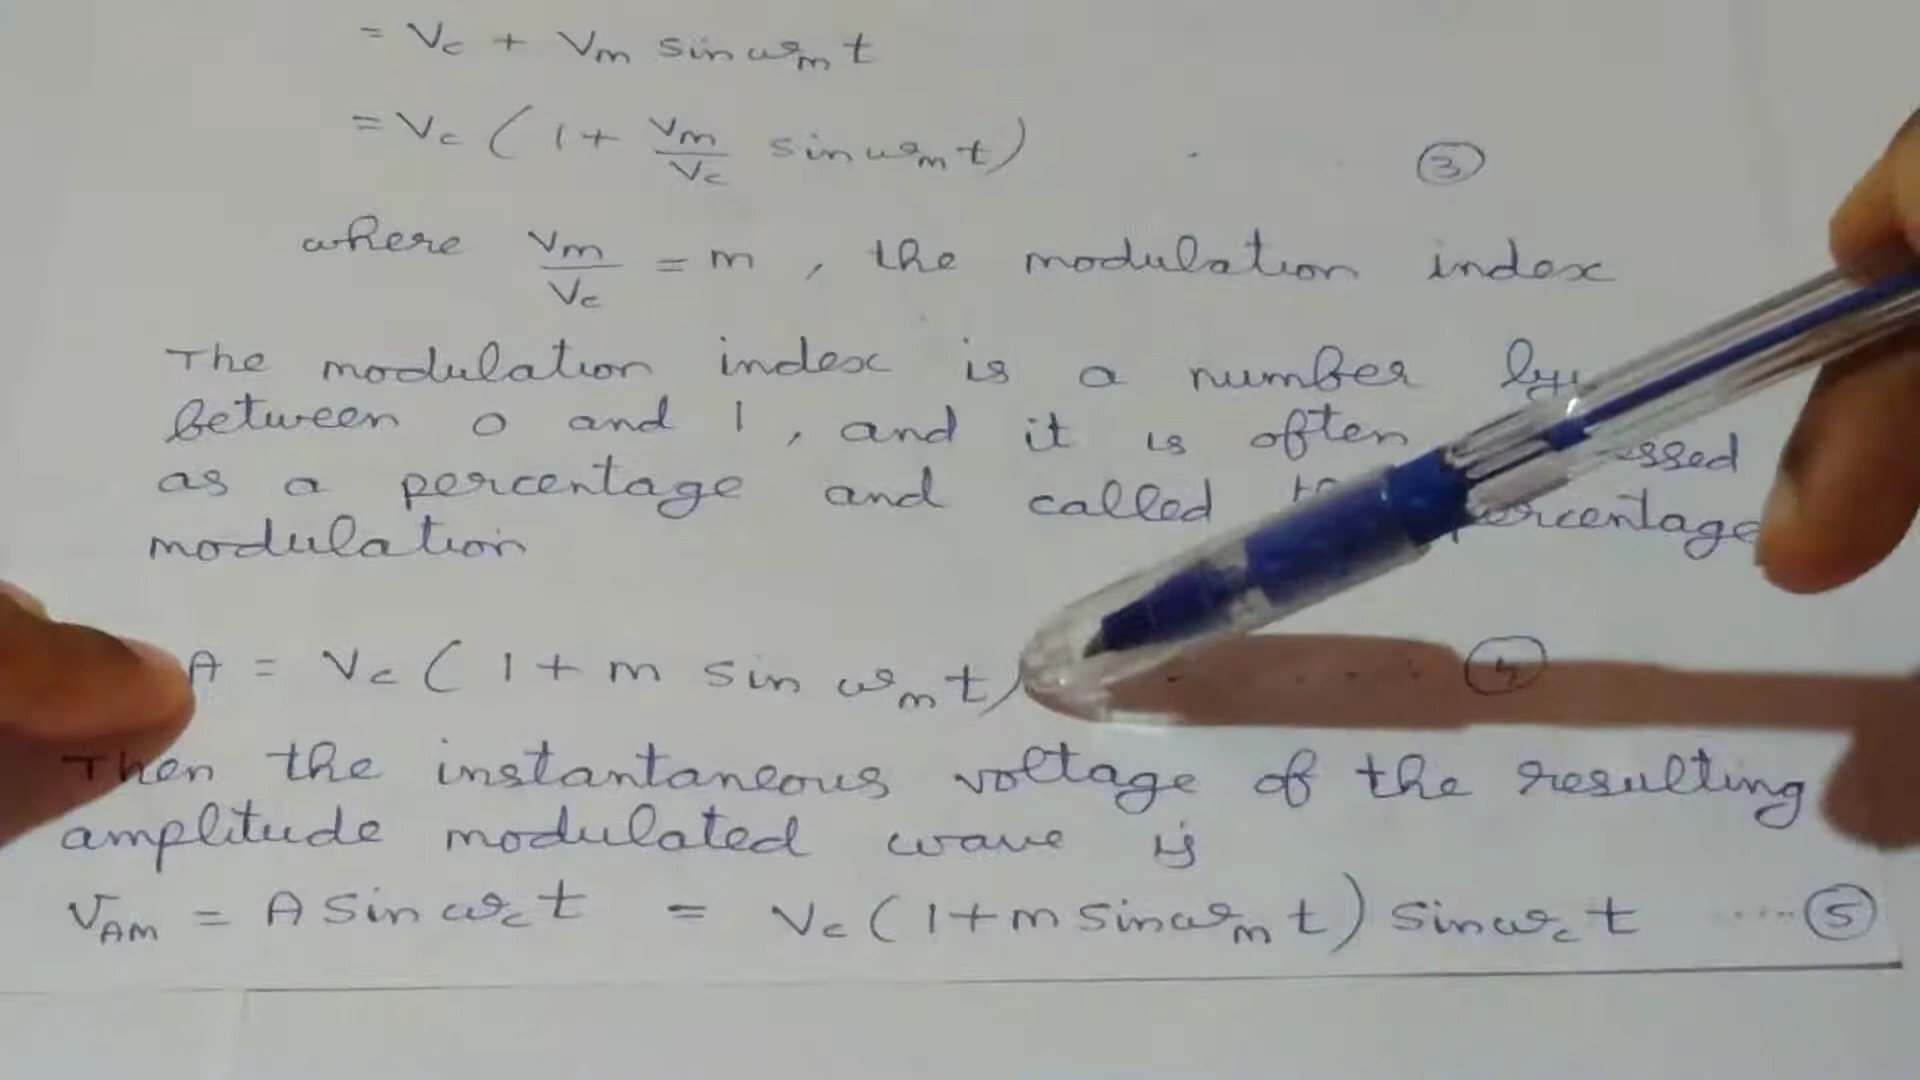 = Vc + Vm sin ωm t
= Vc ( 1 + Vm/Vc sin ωm t ) . ③
where Vm/Vc = m , the modulation index
The modulation index is a number
between 0 and 1 , and it is often
as a percentage and called
modulation
A = Vc ( 1 + m sin ωm t ) . . . . . ④
Then the instantaneous voltage of the resulting
amplitude modulated wave is
VAM = A sin ωc t = Vc ( 1 + m sin ωm t ) sin ωc t ..... ⑤